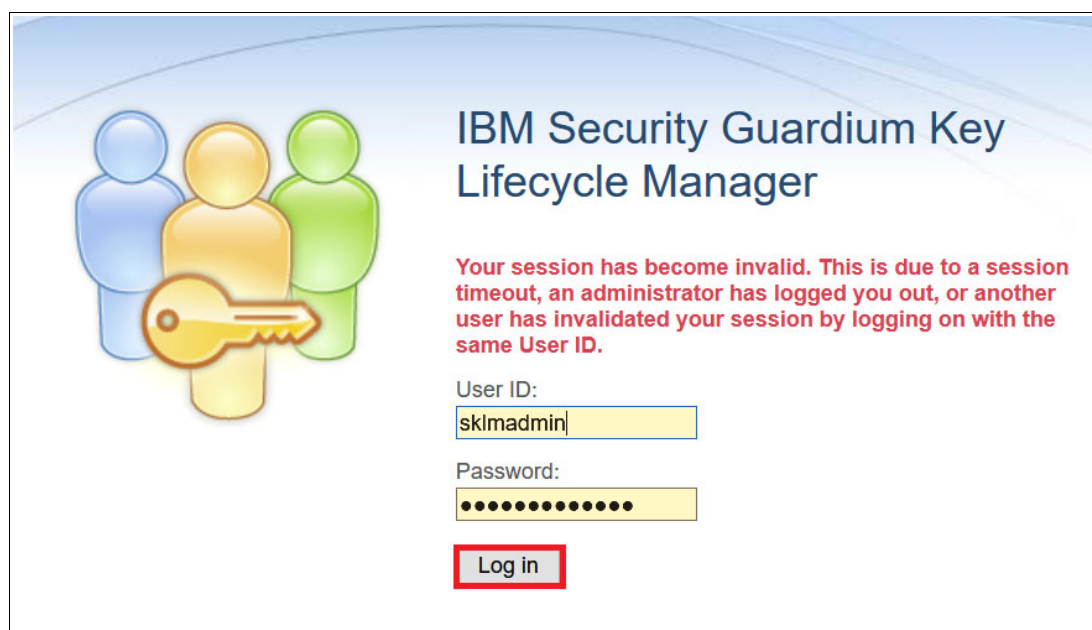 IBM Security Guardium Key
Lifecycle Manager
Your session has become invalid. This is due to a session
timeout, an administrator has logged you out, or another
user has invalidated your session by logging on with the
same User ID.
User ID:
sklmadmin
Password:
●●●●●●●●●●●●●
Log in